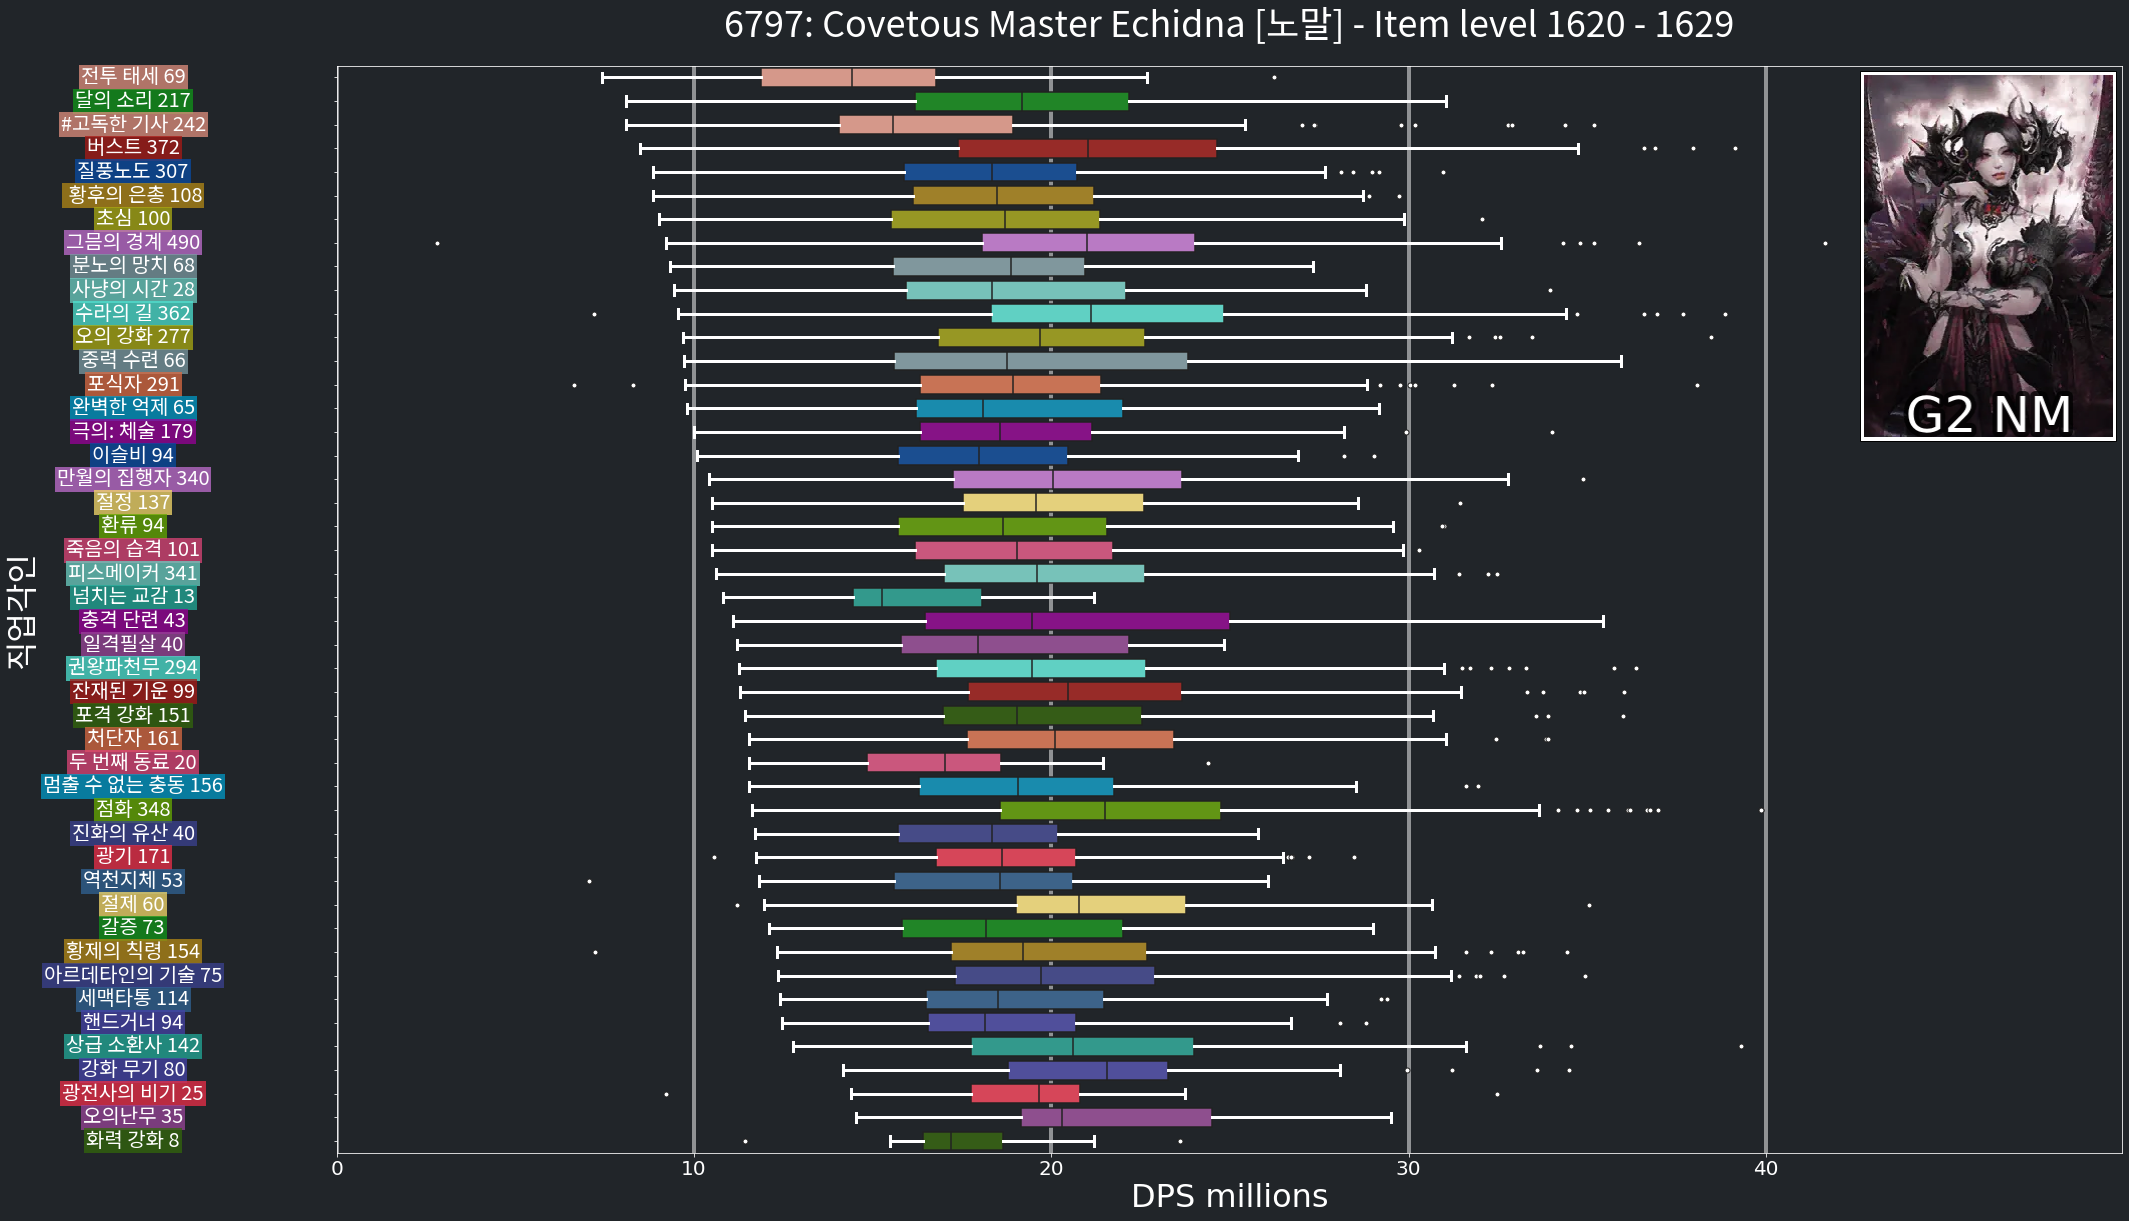 6797: Covetous Master Echidna [노말] - Item level 1620 - 1629
전투 태세 69
달의 소리 217
#고독한 기사 242
버스트 372
질풍노도 307
황후의 은총 108
초심 100
그믐의 경계 490
분노의 망치 68
사냥의 시간 28
수라의 길 362
오의 강화 277
중력 수련 66
포식자 291
완벽한 억제 65
극의: 체술 179
이슬비 94
만월의 집행자 340
절정 137
환류 94
죽음의 습격 101
피스메이커 341
넘치는 교감 13
충격 단련 43
일격필살 40
권왕파천무 294
잔재된 기운 99
포격 강화 151
처단자 161
두 번째 동료 20
멈출 수 없는 충동 156
점화 348
진화의 유산 40
광기 171
역천지체 53
절제 60
갈증 73
황제의 칙령 154
아르데타인의 기술 75
세맥타통 114
핸드거너 94
상급 소환사 142
강화 무기 80
광전사의 비기 25
오의난무 35
화력 강화 8
직업각인
G2 NM
0 10 20 30 40
DPS millions